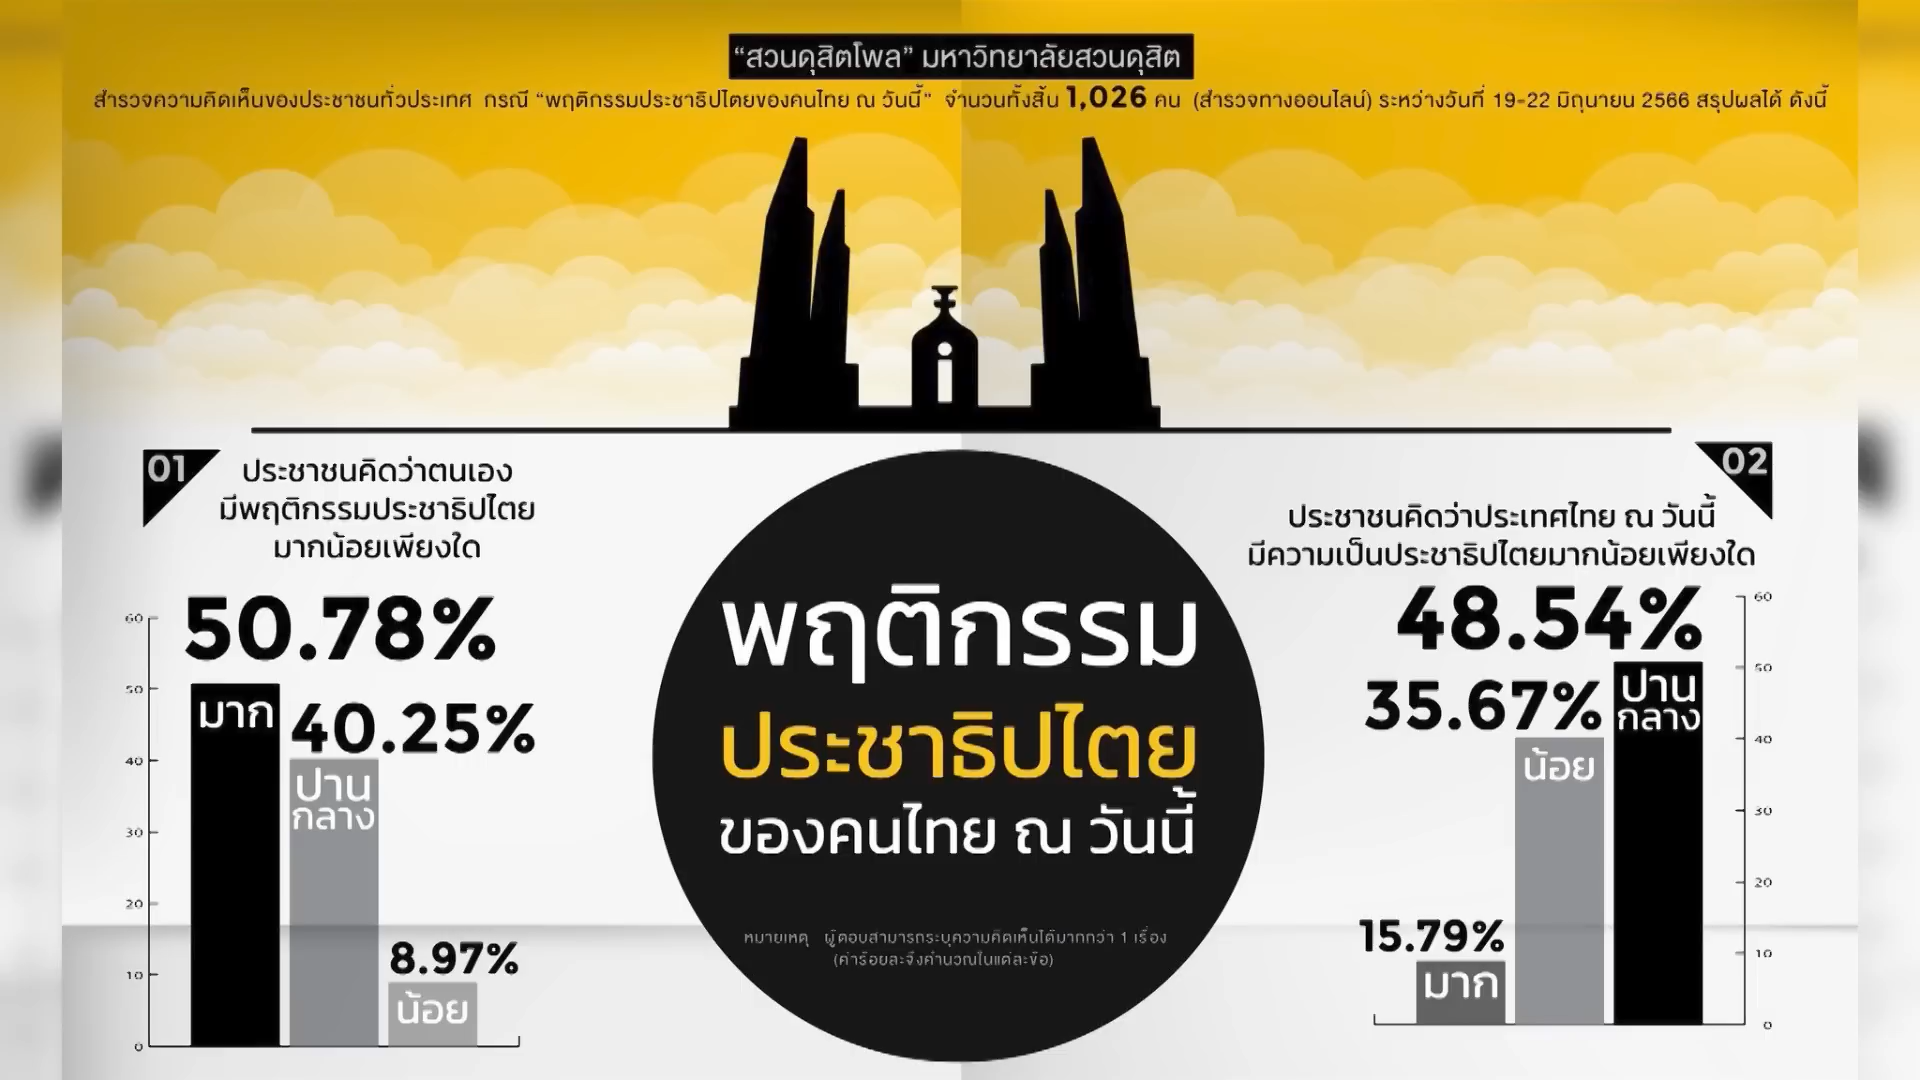 “สวนดุสิตโพล” มหาวิทยาลัยสวนดุสิต
สำรวจความคิดเห็นของประชาชนทั่วประเทศ กรณี “พฤติกรรมประชาธิปไตยของคนไทย ณ วันนี้” จำนวนทั้งสิ้น 1,026 คน (สำรวจทางออนไลน์) ระหว่างวันที่ 19-22 มิถุนายน 2566 สรุปผลได้ ดังนี้
01
ประชาชนคิดว่าตนเอง
มีพฤติกรรมประชาธิปไตย
มากน้อยเพียงใด
60
50
40
30
20
10
0
50.78%
มาก
40.25%
ปาน
กลาง
8.97%
น้อย
พฤติกรรม
ประชาธิปไตย
ของคนไทย ณ วันนี้
หมายเหตุ ผู้ตอบสามารถระบุความคิดเห็นได้มากกว่า 1 เรื่อง
(ค่าร้อยละจึงคำนวณในแต่ละข้อ)
02
ประชาชนคิดว่าประเทศไทย ณ วันนี้
มีความเป็นประชาธิปไตยมากน้อยเพียงใด
48.54%
ปาน
กลาง
35.67%
น้อย
15.79%
มาก
60
50
40
30
20
10
0